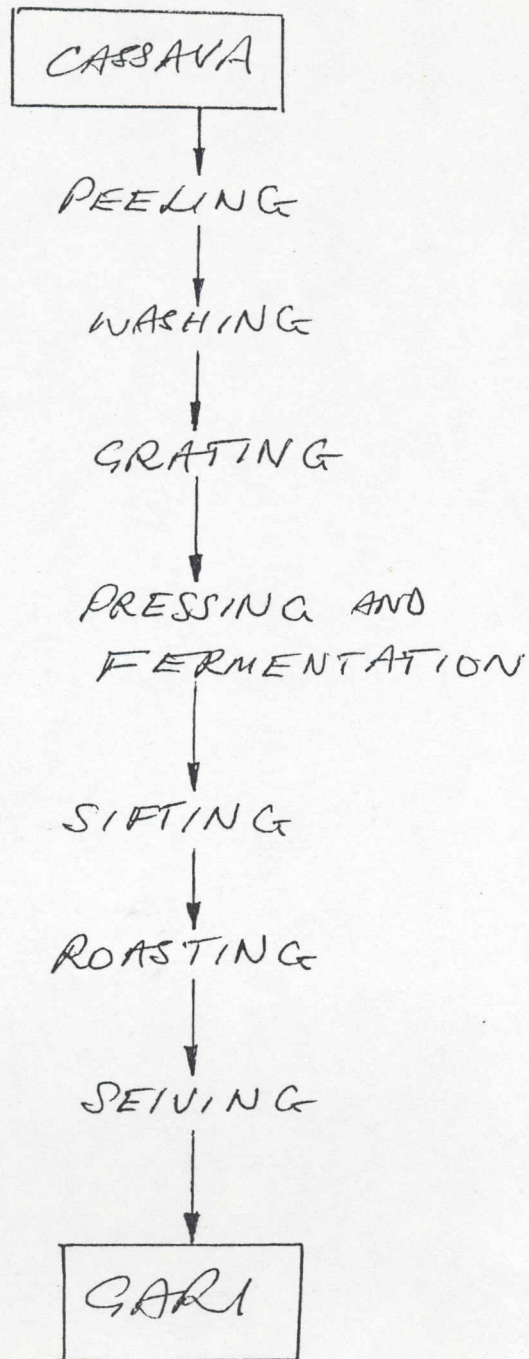 CASSAVA
PEELING
WASHING
GRATING
PRESSING AND
FERMENTATION
SIFTING
ROASTING
SEIVING
GARI